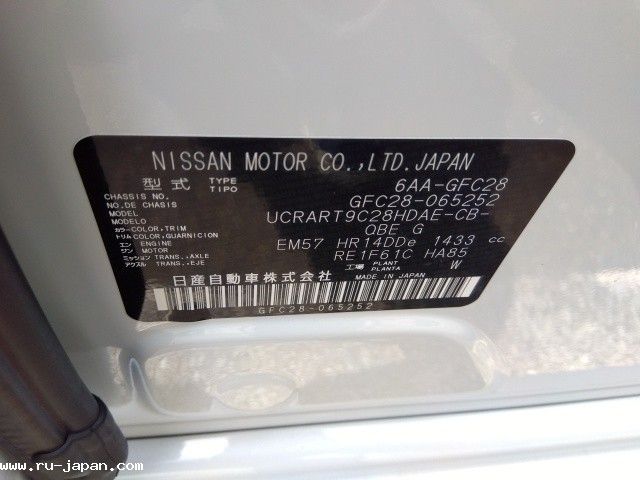 NISSAN MOTOR CO.,LTD.JAPAN
型式 TYPE TIPO 6AA-GFC28
CHASSIS NO. NO.DE CHASIS GFC28-065252
MODEL MODELO UCRART9C28HDAE-CB-
カラー COLOR,TRIM トリム COLOR,GUARNICION QBE G
エンジン ENGINE MOTOR EM57 HR14DDe 1433 cc
ミッション TRANS.,AXLE アクスル TRANS.,EJE RE1F61C HA85
工場 PLANT PLANTA W
日産自動車株式会社 MADE IN JAPAN
GFC28-065252
www.ru-japan.com